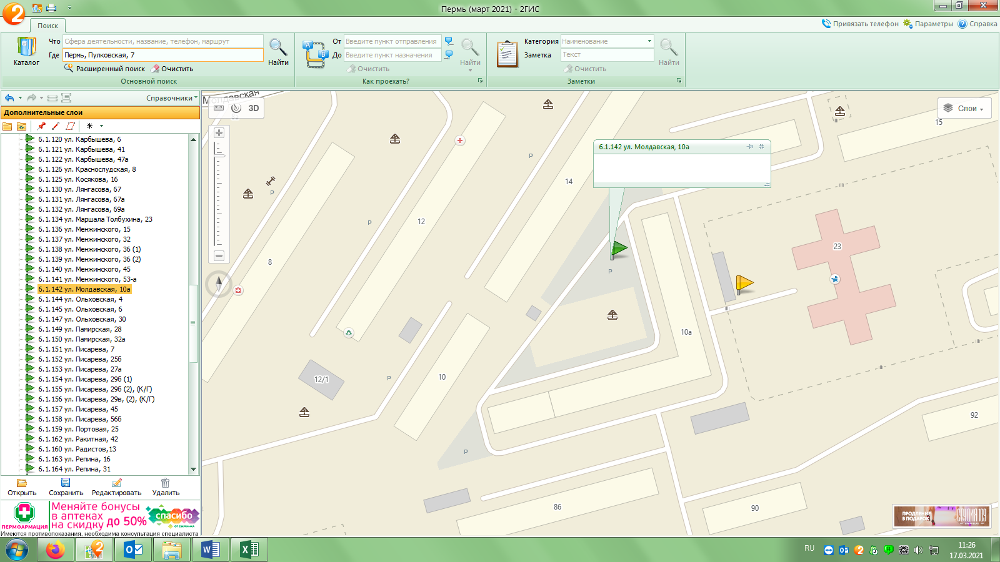 Пермь (март 2021) - 2ГИС
Поиск
Привязать телефон
Параметры
Справка
Каталог
Что
Сфера деятельности, название, телефон, маршрут
Где
Пермь, Пулковская, 7
Расширенный поиск
Очистить
Найти
Основной поиск
От
Введите пункт отправления
До
Введите пункт назначения
Очистить
Найти
Как проехать?
Категория
Наименование
Заметка
Текст
Очистить
Найти
Заметки
Справочники
Дополнительные слои
6.1.120 ул. Карбышева, 6
6.1.121 ул. Карбышева, 41
6.1.122 ул. Карбышева, 47а
6.1.126 ул. Краснослудская, 8
6.1.125 ул. Косякова, 16
6.1.130 ул. Лянгасова, 67
6.1.131 ул. Лянгасова, 67а
6.1.132 ул. Лянгасова, 69а
6.1.134 ул. Маршала Толбухина, 23
6.1.136 ул. Менжинского, 15
6.1.137 ул. Менжинского, 32
6.1.138 ул. Менжинского, 36 (1)
6.1.139 ул. Менжинского, 36 (2)
6.1.140 ул. Менжинского, 45
6.1.141 ул. Менжинского, 53-а
6.1.142 ул. Молдавская, 10а
6.1.144 ул. Ольховская, 4
6.1.145 ул. Ольховская, 6
6.1.147 ул. Ольховская, 30
6.1.149 ул. Памирская, 28
6.1.150 ул. Памирская, 32а
6.1.151 ул. Писарева, 7
6.1.152 ул. Писарева, 25б
6.1.153 ул. Писарева, 27а
6.1.154 ул. Писарева, 29б (1)
6.1.155 ул. Писарева, 29б (2), (К/Г)
6.1.156 ул. Писарева, 29в, (2), (К/Г)
6.1.157 ул. Писарева, 45
6.1.158 ул. Писарева, 56б
6.1.159 ул. Портовая, 25
6.1.162 ул. Ракитная, 42
6.1.160 ул. Радистов,13
6.1.163 ул. Репина, 16
6.1.164 ул. Репина, 31
Открыть
Сохранить
Редактировать
Удалить
ПЕРМФАРМАЦИЯ
Меняйте бонусы
в аптеках
на скидку до 50%
спасибо
ОТ СБЕРБАНКА
Имеются противопоказания, необходима консультация специалиста
Молдавская
3D
Слои
15
6.1.142 ул. Молдавская, 10а
P
14
P
12
P
23
8
P
10а
12/1
P
10
92
P
86
90
ПРОДЛЕНИЕ
В ПОДАРОК
СТУДИЯ 109
RU
11:26
17.03.2021